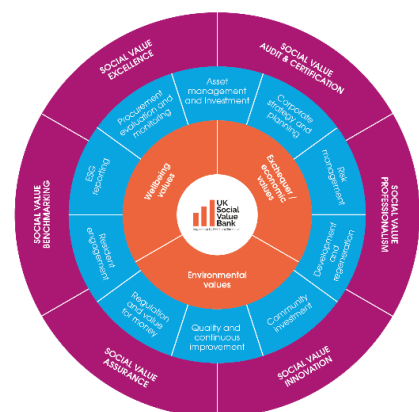 SOCIAL VALUE
EXCELLENCE
SOCIAL VALUE
AUDIT & CERTIFICATION
SOCIAL VALUE
PROFESSIONALISM
SOCIAL VALUE
INNOVATION
SOCIAL VALUE
ASSURANCE
SOCIAL VALUE
BENCHMARKING
Asset
management
and Investment
Corporate
strategy and
planning
Risk
management
Development
and
regeneration
Community
investment
Quality and
continuous
improvement
Regulation
and value
for money
Resident
engagement
ESG
reporting
Procurement
evaluation and
monitoring
Wellbeing
values
Exchequer /
economic
values
Environmental
values
UK
Social
Value
Bank